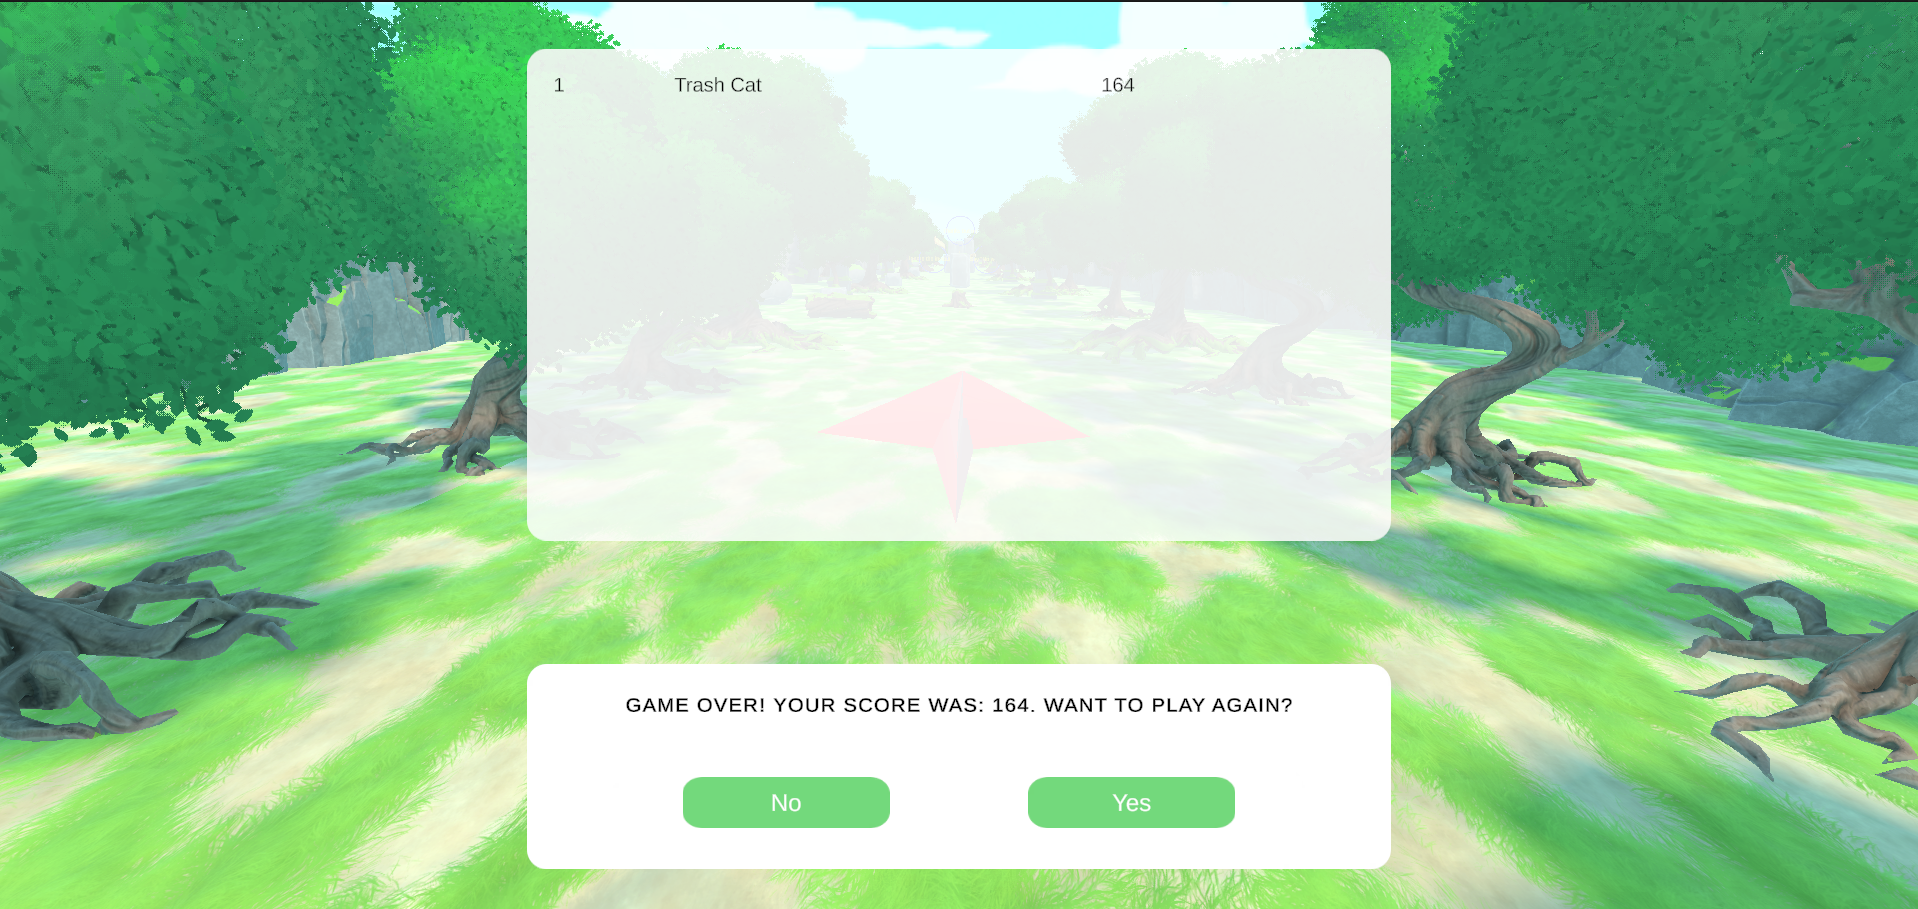 1 Trash Cat 164
GAME OVER! YOUR SCORE WAS: 164. WANT TO PLAY AGAIN?
No Yes